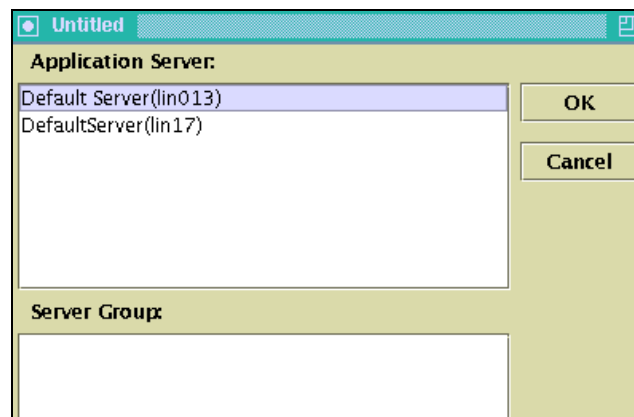 Untitled
Application Server:
Default Server(lin013)
DefaultServer(lin17)
OK
Cancel
Server Group: